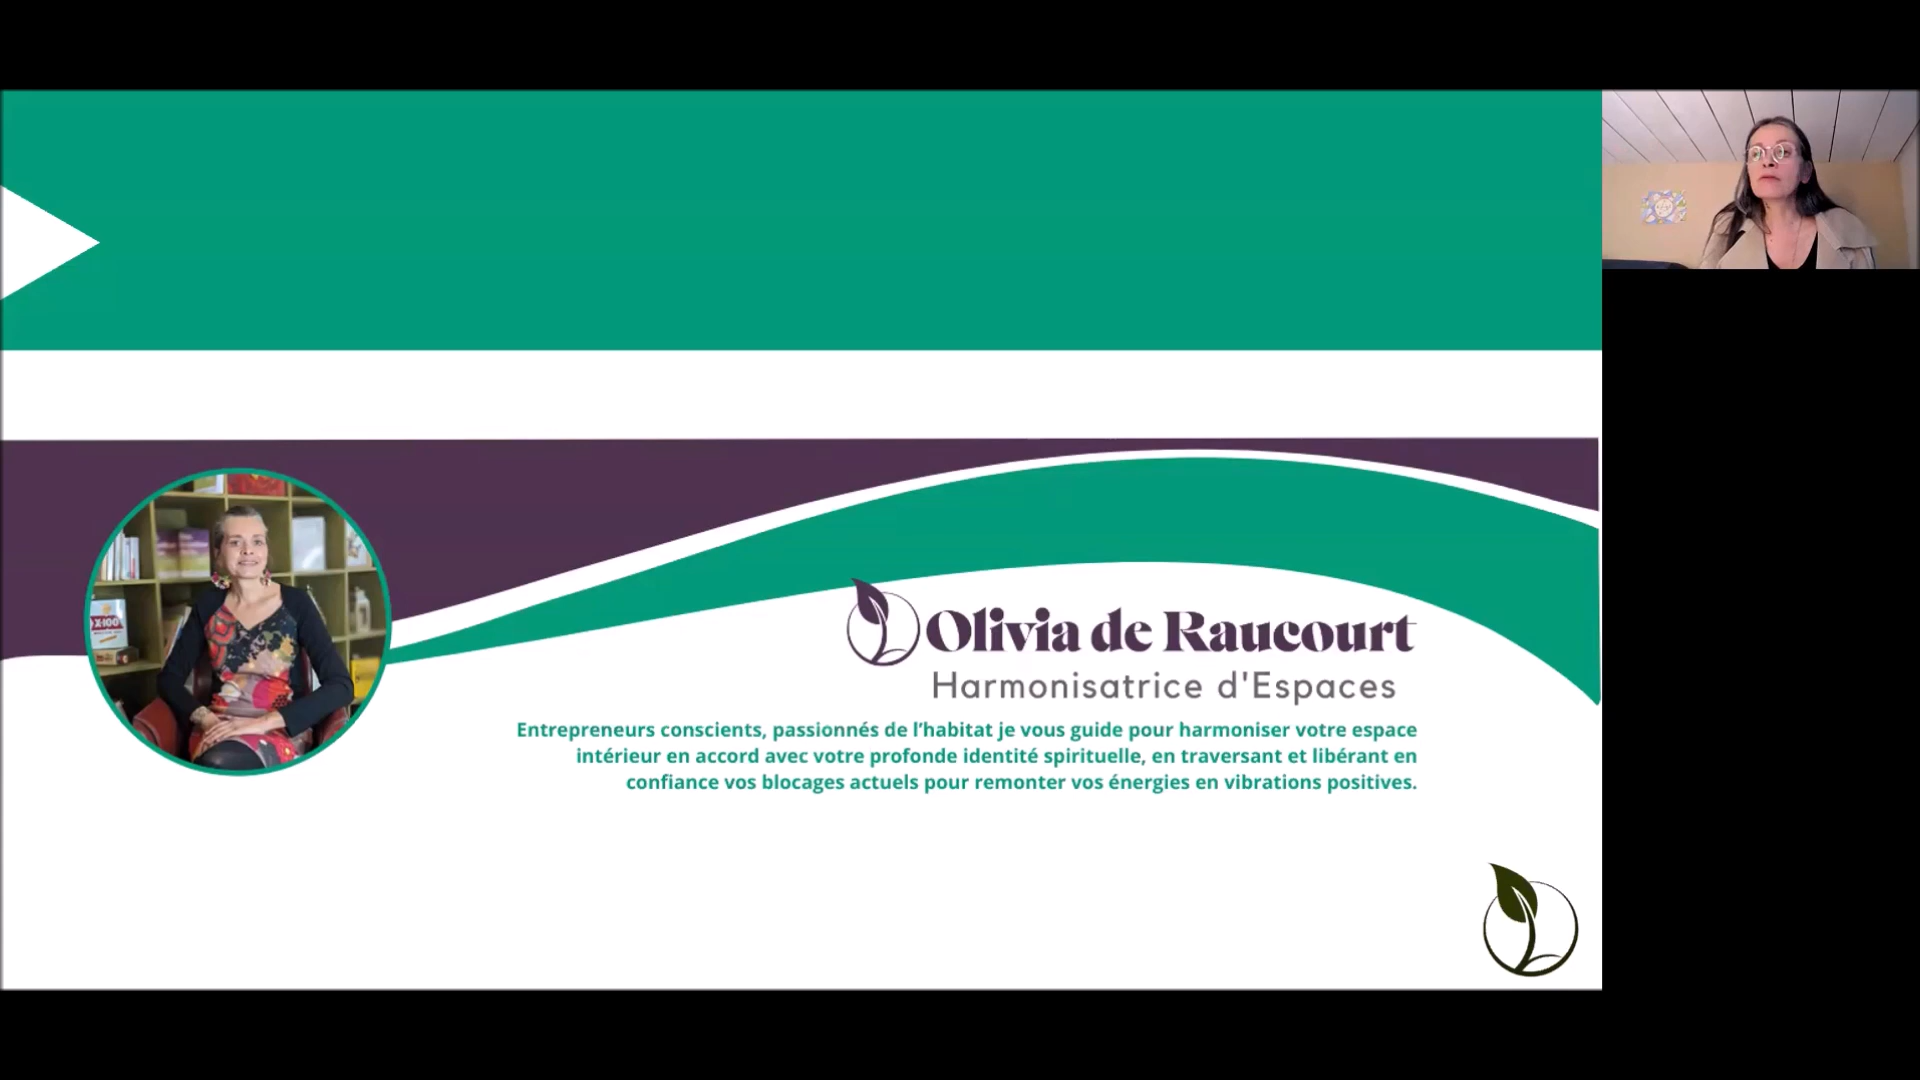 X-100
Olivia de Raucourt
Harmonisatrice d'Espaces
Entrepreneurs conscients, passionnés de l’habitat je vous guide pour harmoniser votre espace
intérieur en accord avec votre profonde identité spirituelle, en traversant et libérant en
confiance vos blocages actuels pour remonter vos énergies en vibrations positives.